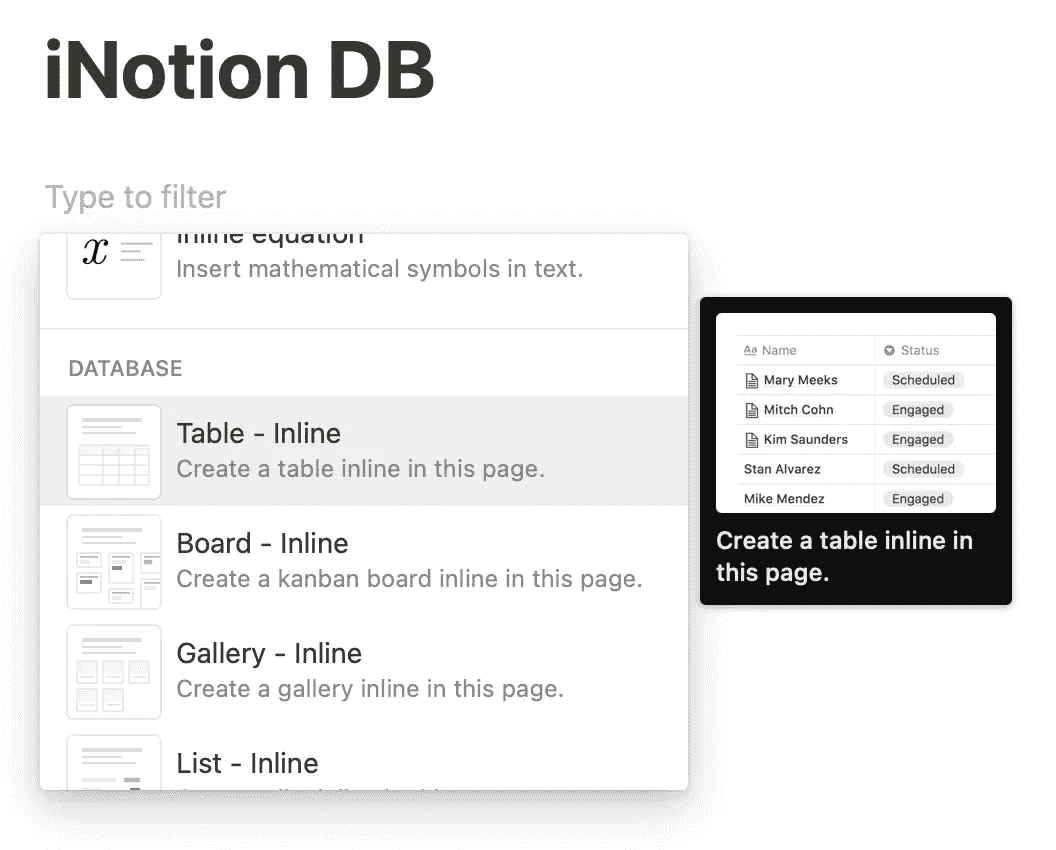 iNotion DB
Type to filter
Inline equation
x
Insert mathematical symbols in text.
DATABASE
Table - Inline
Create a table inline in this page.
Board - Inline
Create a kanban board inline in this page.
Gallery - Inline
Create a gallery inline in this page.
List - Inline
Aa Name Status
Mary Meeks Scheduled
Mitch Cohn Engaged
Kim Saunders Engaged
Stan Alvarez Scheduled
Mike Mendez Engaged
Create a table inline in
this page.